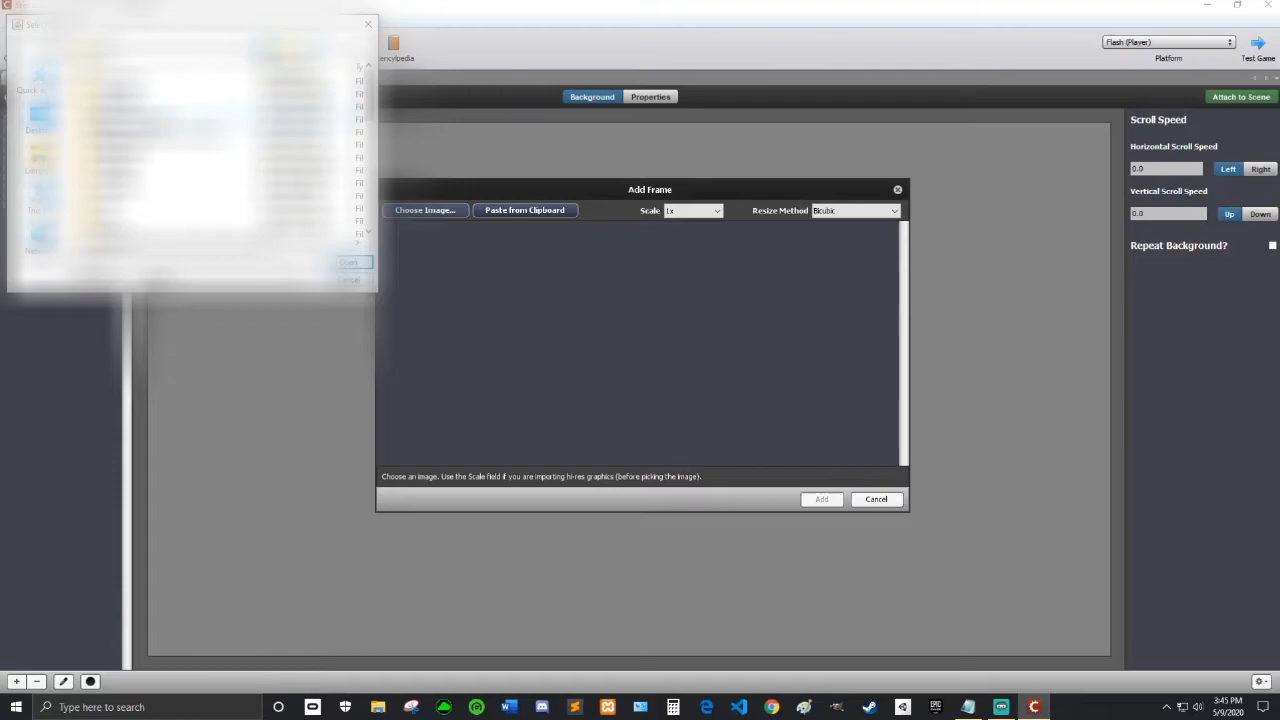 encylpedia
Flash (Player)
Platform
Test Game
Background
Properties
Attach to Scene
Scroll Speed
Horizontal Scroll Speed
0.0
Left
Right
Vertical Scroll Speed
0.0
Up
Down
Repeat Background?
Add Frame
Choose Image...
Paste from Clipboard
Scale
1x
Resize Method
Bicubic
Choose an image. Use the Scale field if you are importing hi-res graphics (before picking the image).
Add
Cancel
Open
Cancel
Type here to search
3:45 PM
5/9/2020